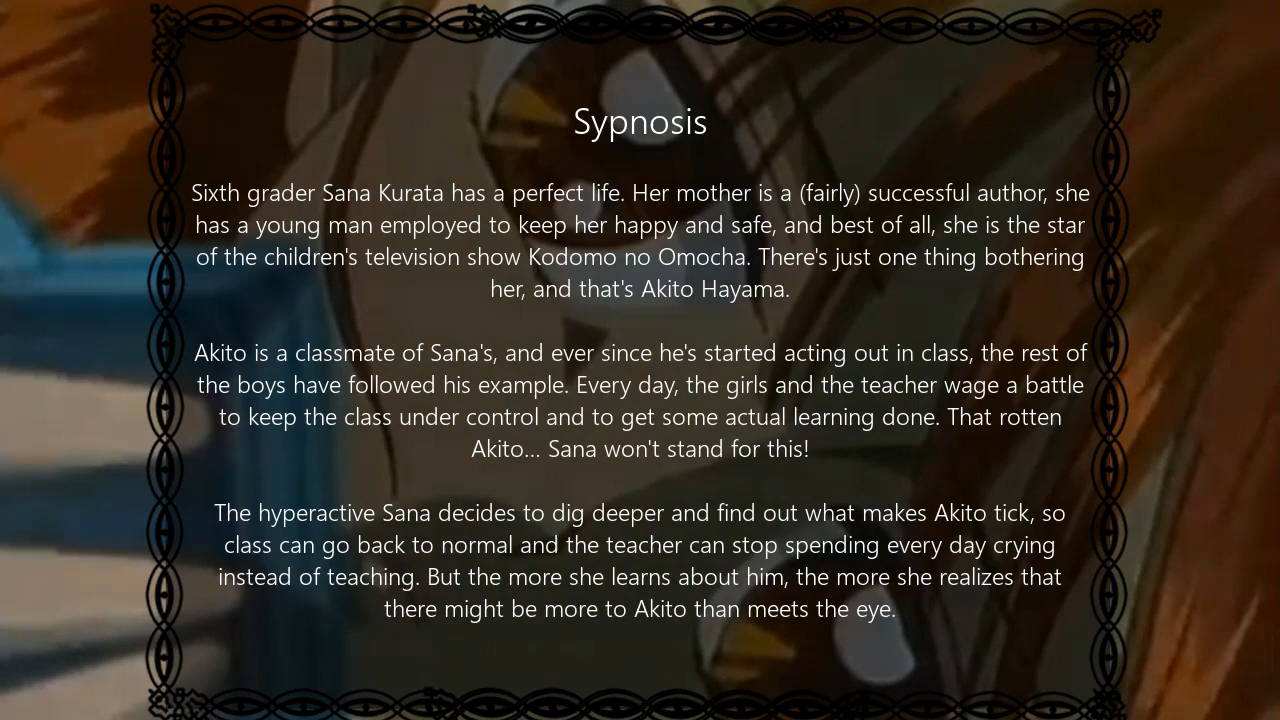 Sypnosis
Sixth grader Sana Kurata has a perfect life. Her mother is a (fairly) successful author, she
has a young man employed to keep her happy and safe, and best of all, she is the star
of the children's television show Kodomo no Omocha. There's just one thing bothering
her, and that's Akito Hayama.
Akito is a classmate of Sana's, and ever since he's started acting out in class, the rest of
the boys have followed his example. Every day, the girls and the teacher wage a battle
to keep the class under control and to get some actual learning done. That rotten
Akito... Sana won't stand for this!
The hyperactive Sana decides to dig deeper and find out what makes Akito tick, so
class can go back to normal and the teacher can stop spending every day crying
instead of teaching. But the more she learns about him, the more she realizes that
there might be more to Akito than meets the eye.